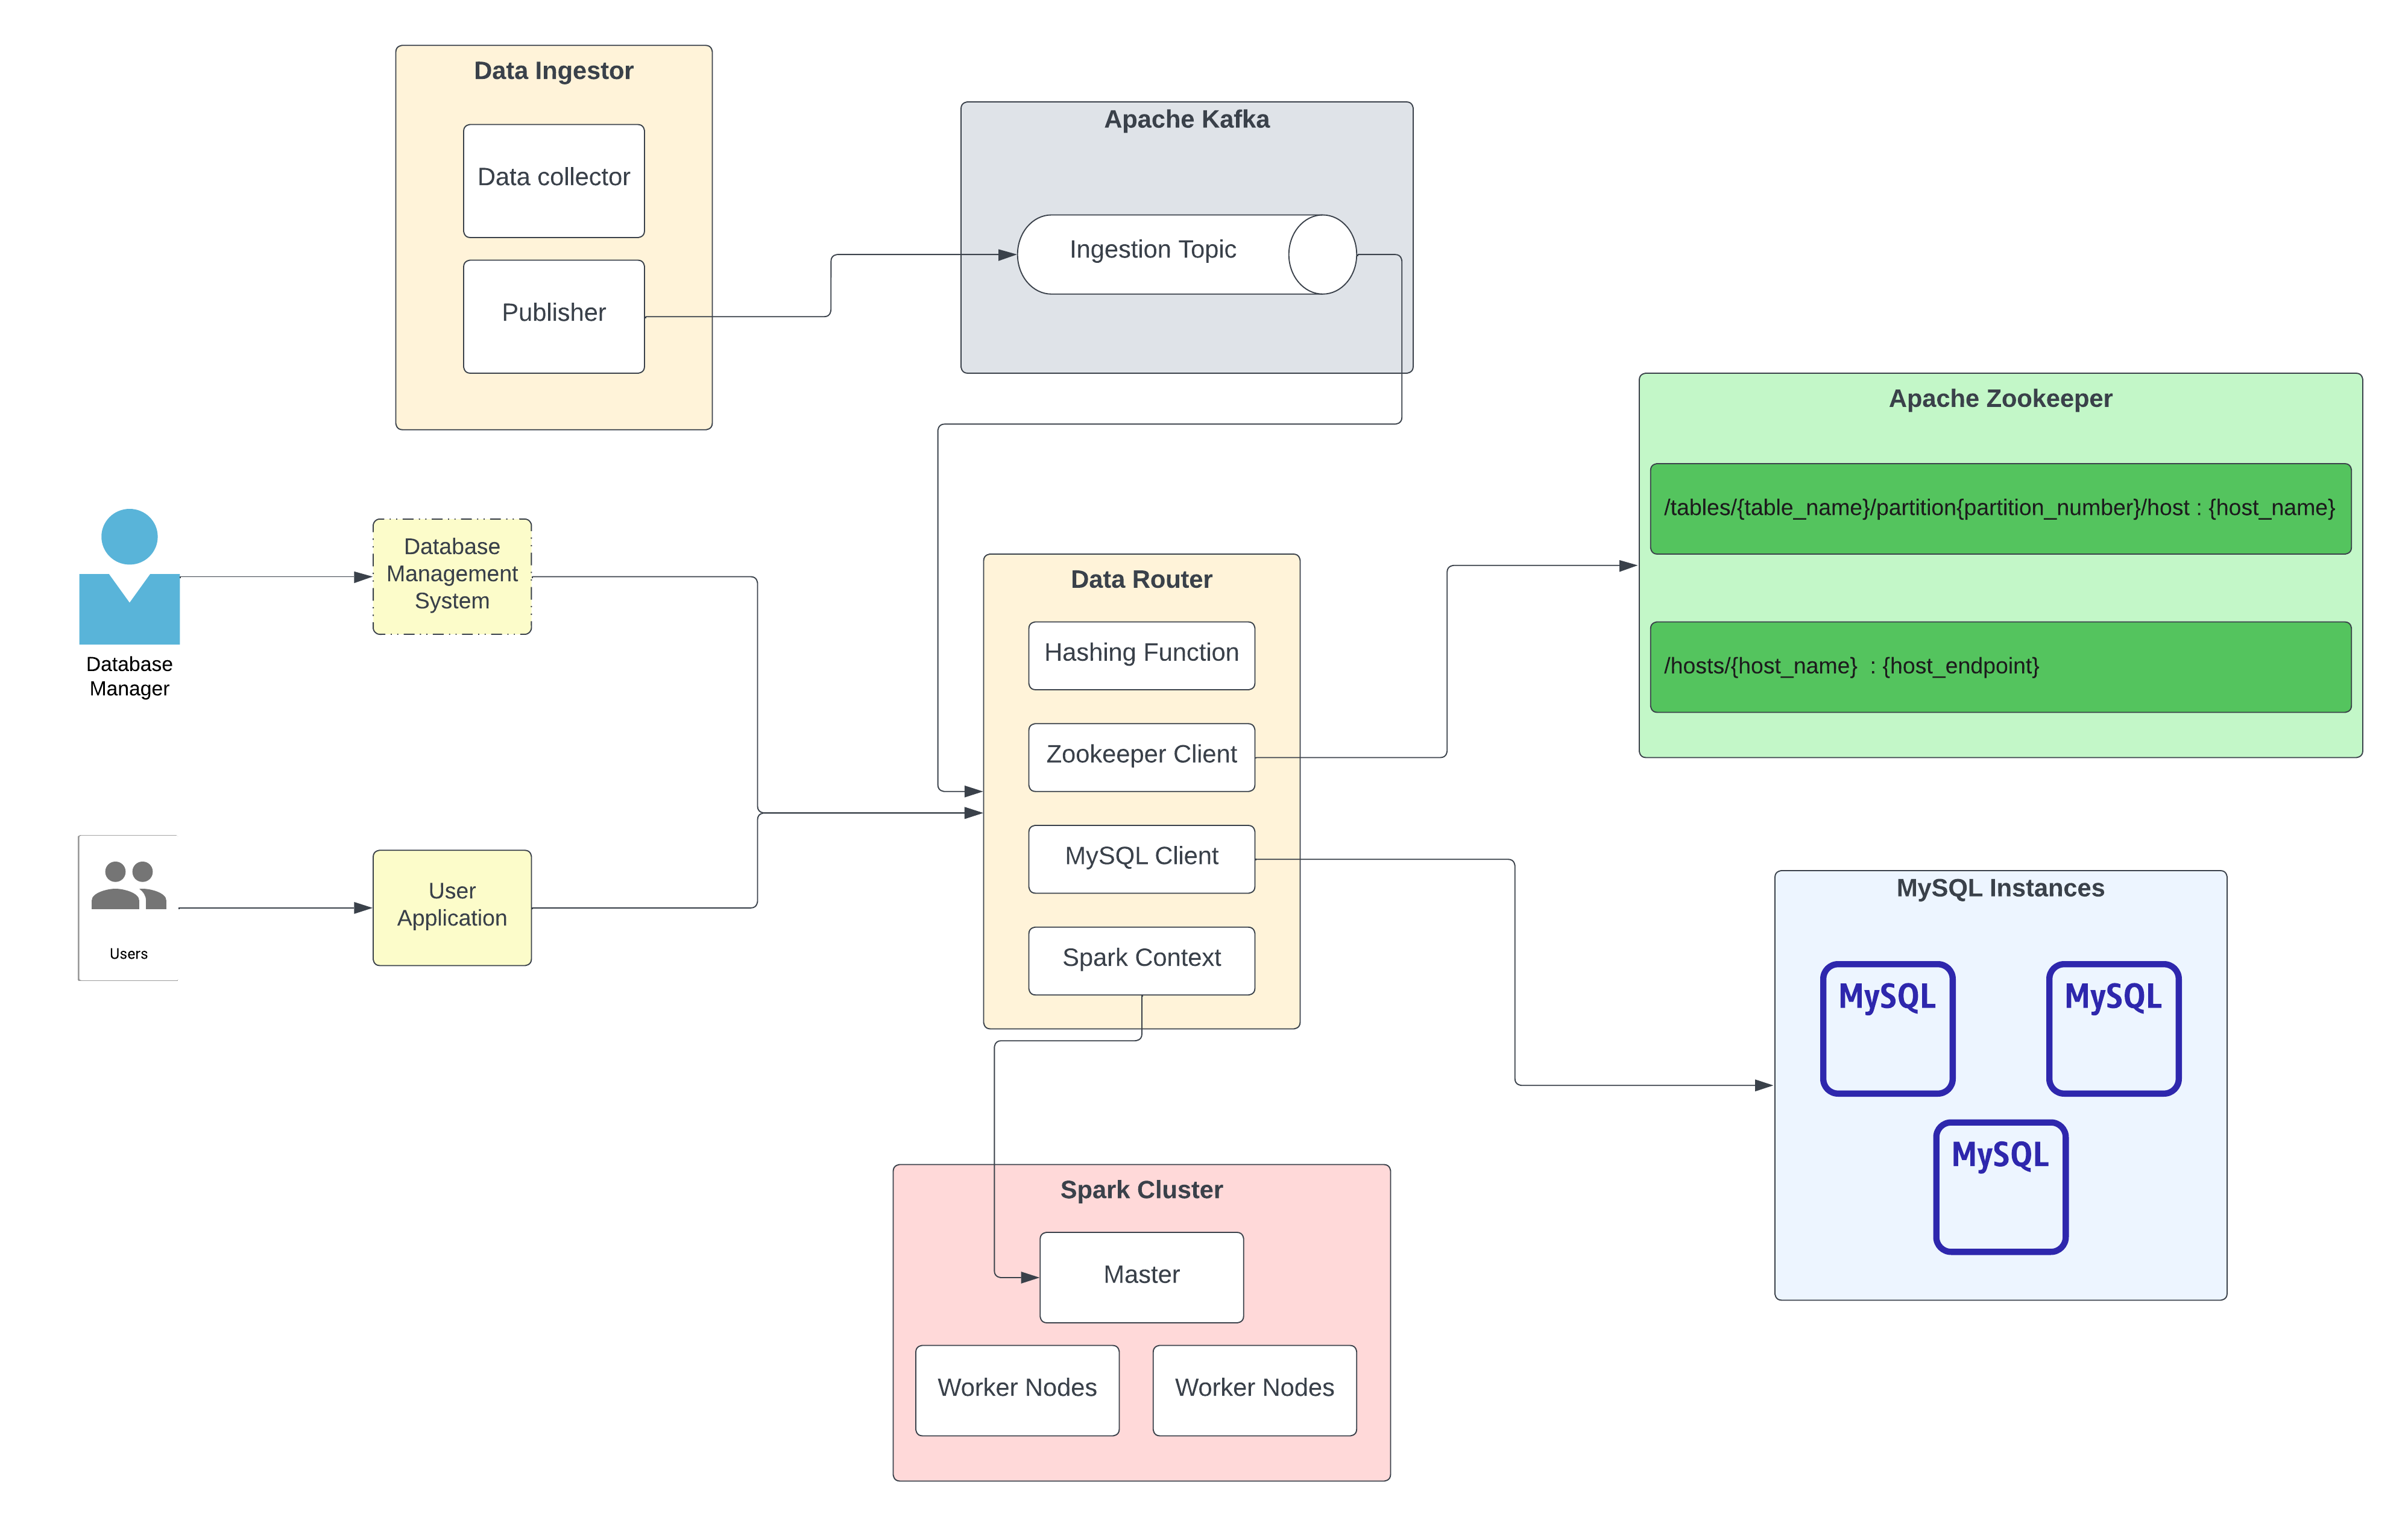 Data Ingestor
Data collector
Publisher
Apache Kafka
Ingestion Topic
Apache Zookeeper
/tables/{table_name}/partition{partition_number}/host : {host_name}
/hosts/{host_name}  : {host_endpoint}
Database
Manager
Database
Management
System
Users
User
Application
Data Router
Hashing Function
Zookeeper Client
MySQL Client
Spark Context
MySQL Instances
MySQL
MySQL
MySQL
Spark Cluster
Master
Worker Nodes
Worker Nodes